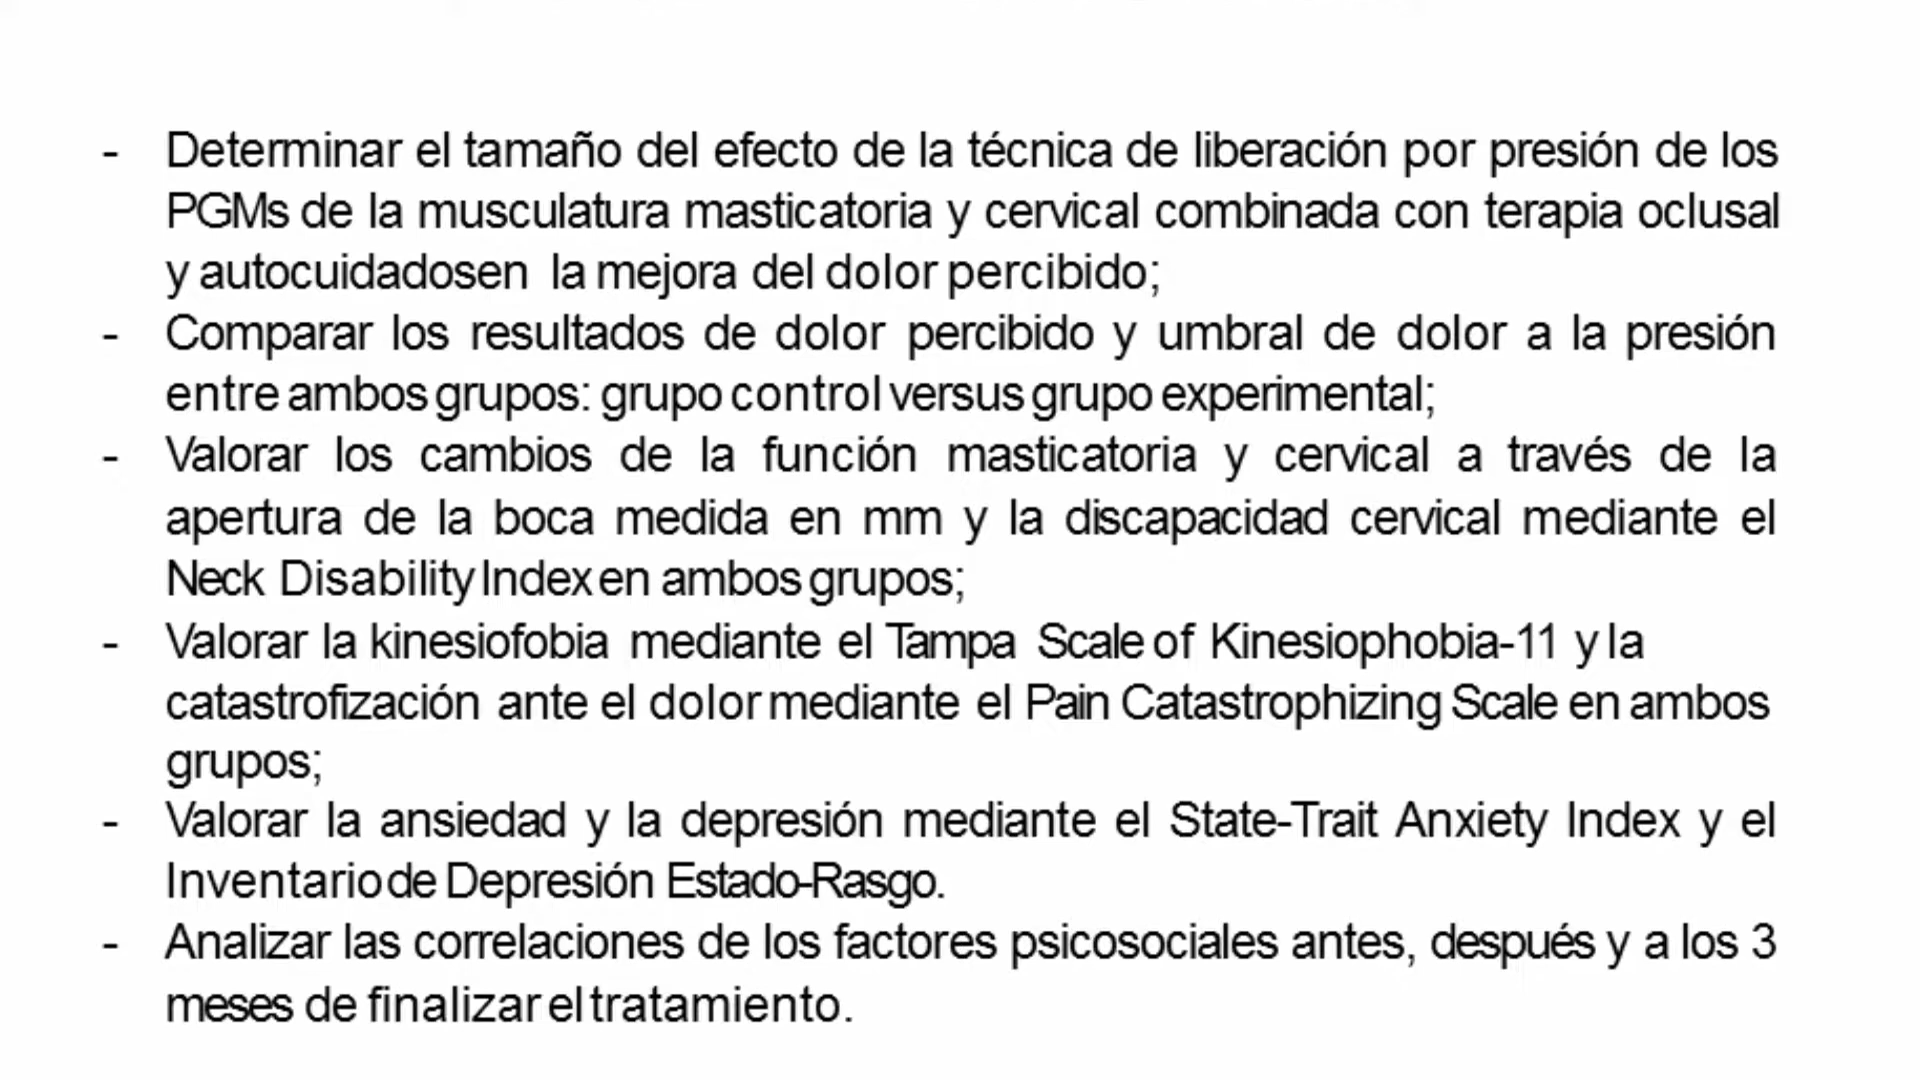 - Determinar el tamaño del efecto de la técnica de liberación por presión de los
PGMs de la musculatura masticatoria y cervical combinada con terapia oclusal
y autocuidadosen la mejora del dolor percibido;
- Comparar los resultados de dolor percibido y umbral de dolor a la presión
entre ambos grupos: grupo control versus grupo experimental;
- Valorar los cambios de la función masticatoria y cervical a través de la
apertura de la boca medida en mm y la discapacidad cervical mediante el
Neck Disability Index en ambos grupos;
- Valorar la kinesiofobia mediante el Tampa Scale of Kinesiophobia-11 y la
catastrofización ante el dolor mediante el Pain Catastrophizing Scale en ambos
grupos;
- Valorar la ansiedad y la depresión mediante el State-Trait Anxiety Index y el
Inventario de Depresión Estado-Rasgo.
- Analizar las correlaciones de los factores psicosociales antes, después y a los 3
meses de finalizar el tratamiento.